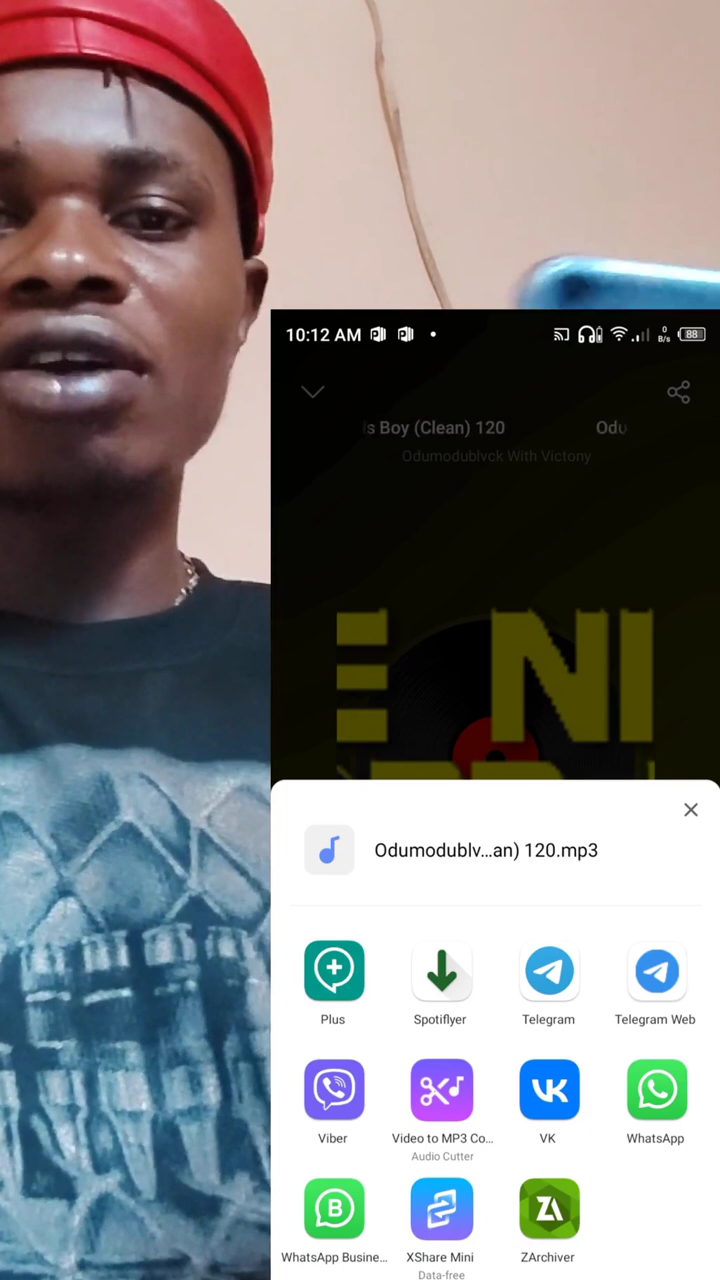 10:12 AM
0
B/s
88
ls Boy (Clean) 120
Odu
Odumodublvck With Victony
NI
Odumodublv...an) 120.mp3
Plus
Spotiflyer
Telegram
Telegram Web
Viber
Video to MP3 Co...
VK
WhatsApp
Audio Cutter
B
ZA
WhatsApp Busine...
XShare Mini
ZArchiver
Data-free